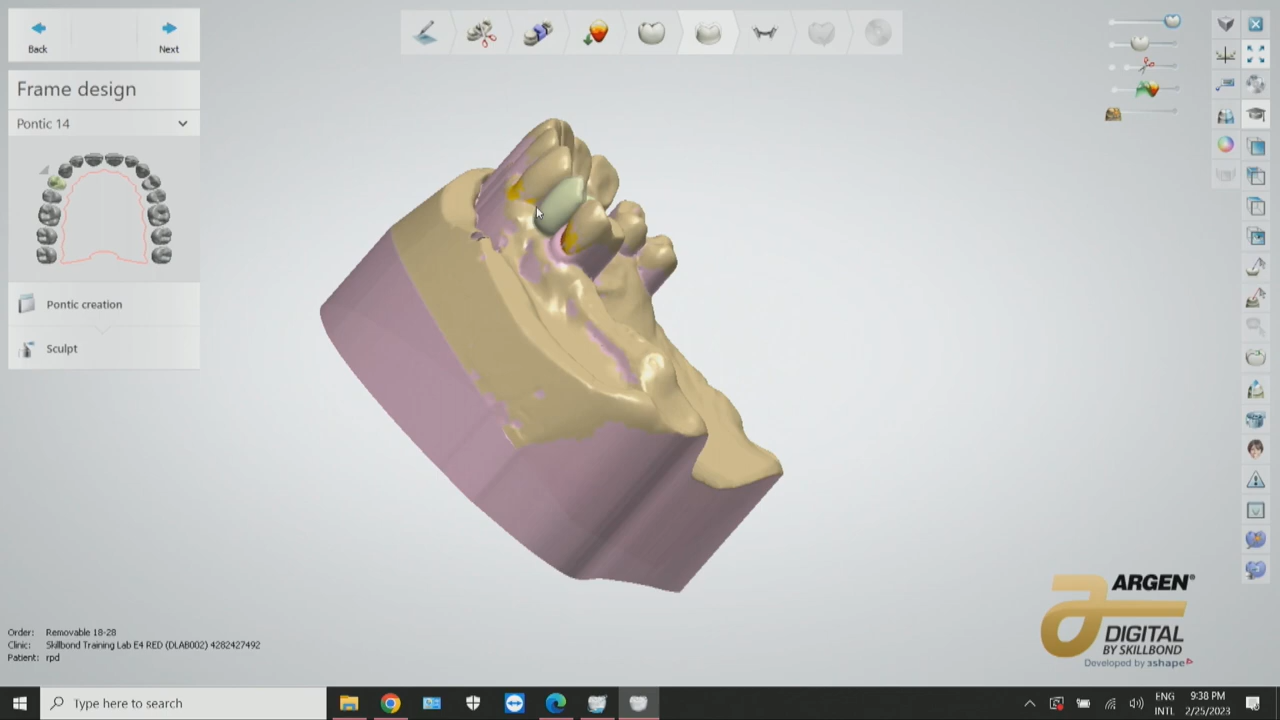 Back
Next
Frame design
Pontic 14
Pontic creation
Sculpt
ARGEN®
DIGITAL
BY SKILLBOND
Developed by 3shape
Order: Removable 18-28
Clinic: Skillbond Training Lab E4 RED (DLAB002) 4282427492
Patient: rpd
Type here to search
ENG
INTL
9:38 PM
2/25/2023